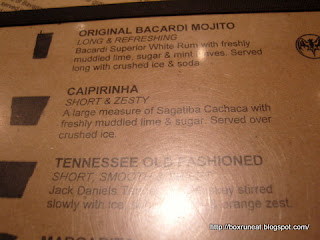 ORIGINAL BACARDI MOJITO
LONG & REFRESHING
Bacardi Superior White Rum with freshly
muddled lime, sugar & mint leaves. Served
long with crushed ice & soda
CAIPIRINHA
SHORT & ZESTY
A large measure of Sagatiba Cachaca with
freshly muddled lime & sugar. Served over
crushed ice.
TENNESSEE OLD FASHIONED
SHORT, SMOOTH
Jack Daniels stirred
slowly with ice, orange zest.
http://boxruneat.blogspot.com/